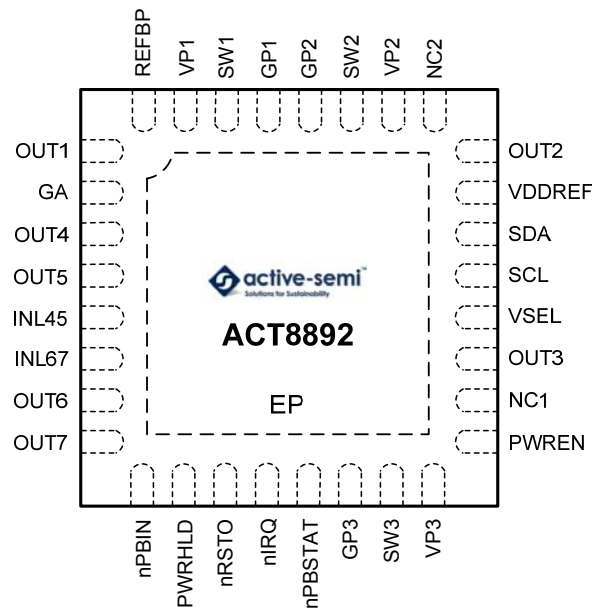 REFBP
VP1
SW1
GP1
GP2
SW2
VP2
NC2
OUT1
GA
OUT4
OUT5
INL45
INL67
OUT6
OUT7
OUT2
VDDREF
SDA
SCL
VSEL
OUT3
NC1
PWREN
active-semi™
Solutions for Sustainability
ACT8892
EP
nPBIN
PWRHLD
nRSTO
nIRQ
nPBSTAT
GP3
SW3
VP3